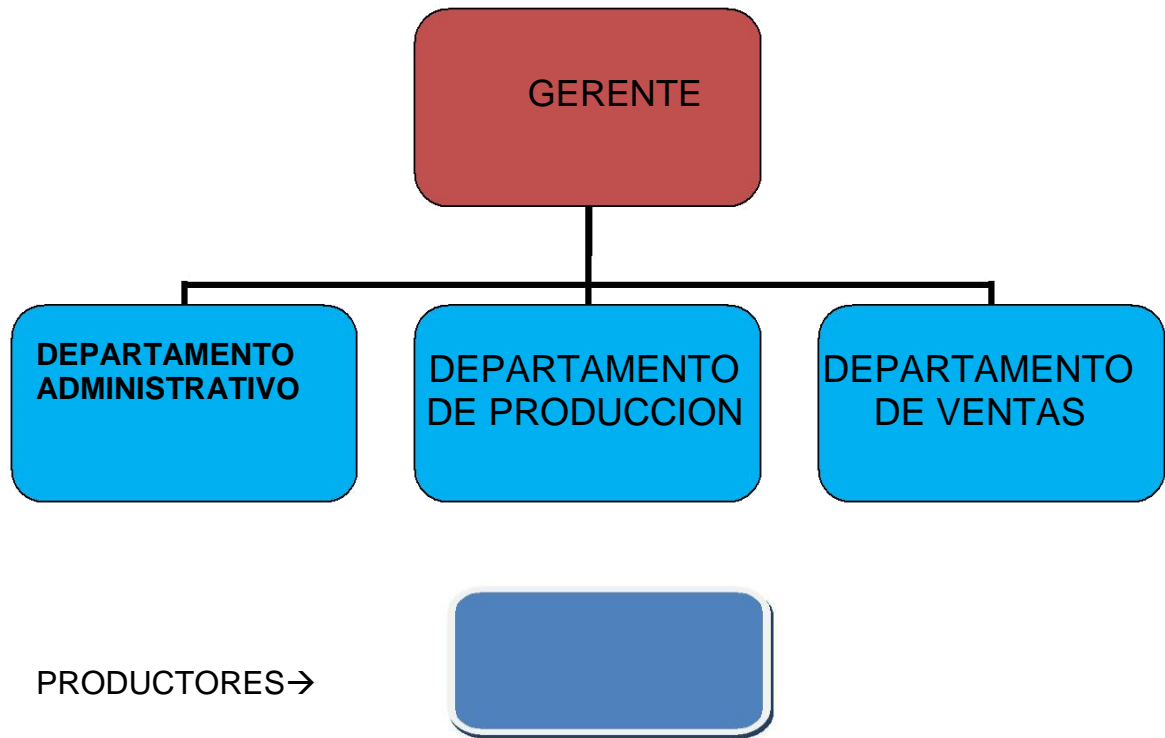 GERENTE
DEPARTAMENTO
ADMINISTRATIVO
DEPARTAMENTO
DE PRODUCCION
DEPARTAMENTO
DE VENTAS
PRODUCTORES→